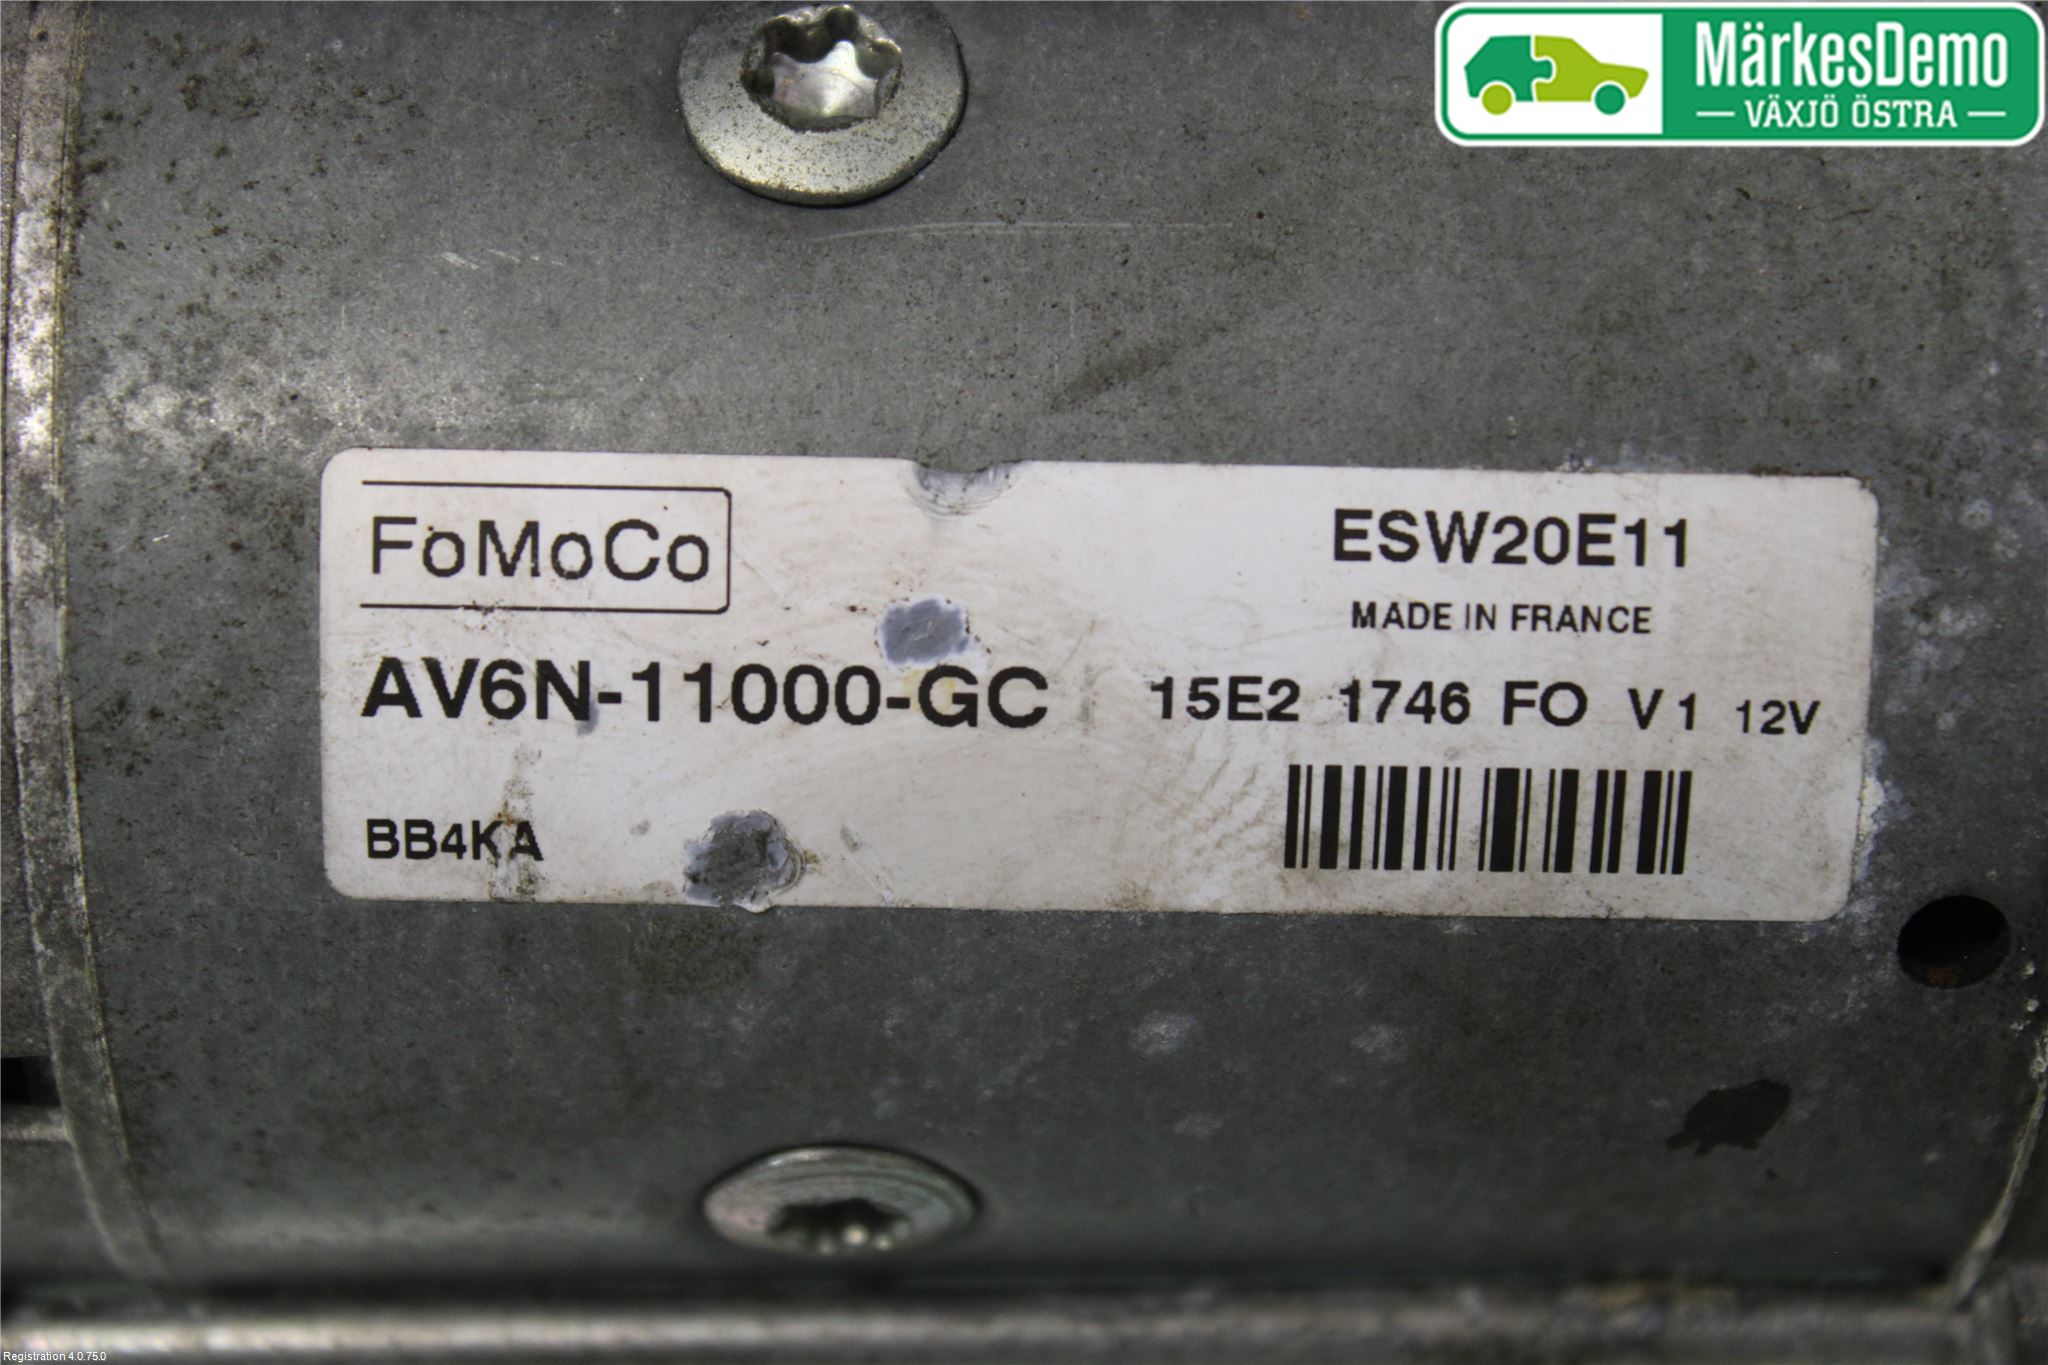 MärkesDemo
— VÄXJÖ ÖSTRA —
FoMoCo
ESW20E11
MADE IN FRANCE
AV6N-11000-GC 15E2 1746 FO V1 12V
BB4KA
Registration 4.0.75.0